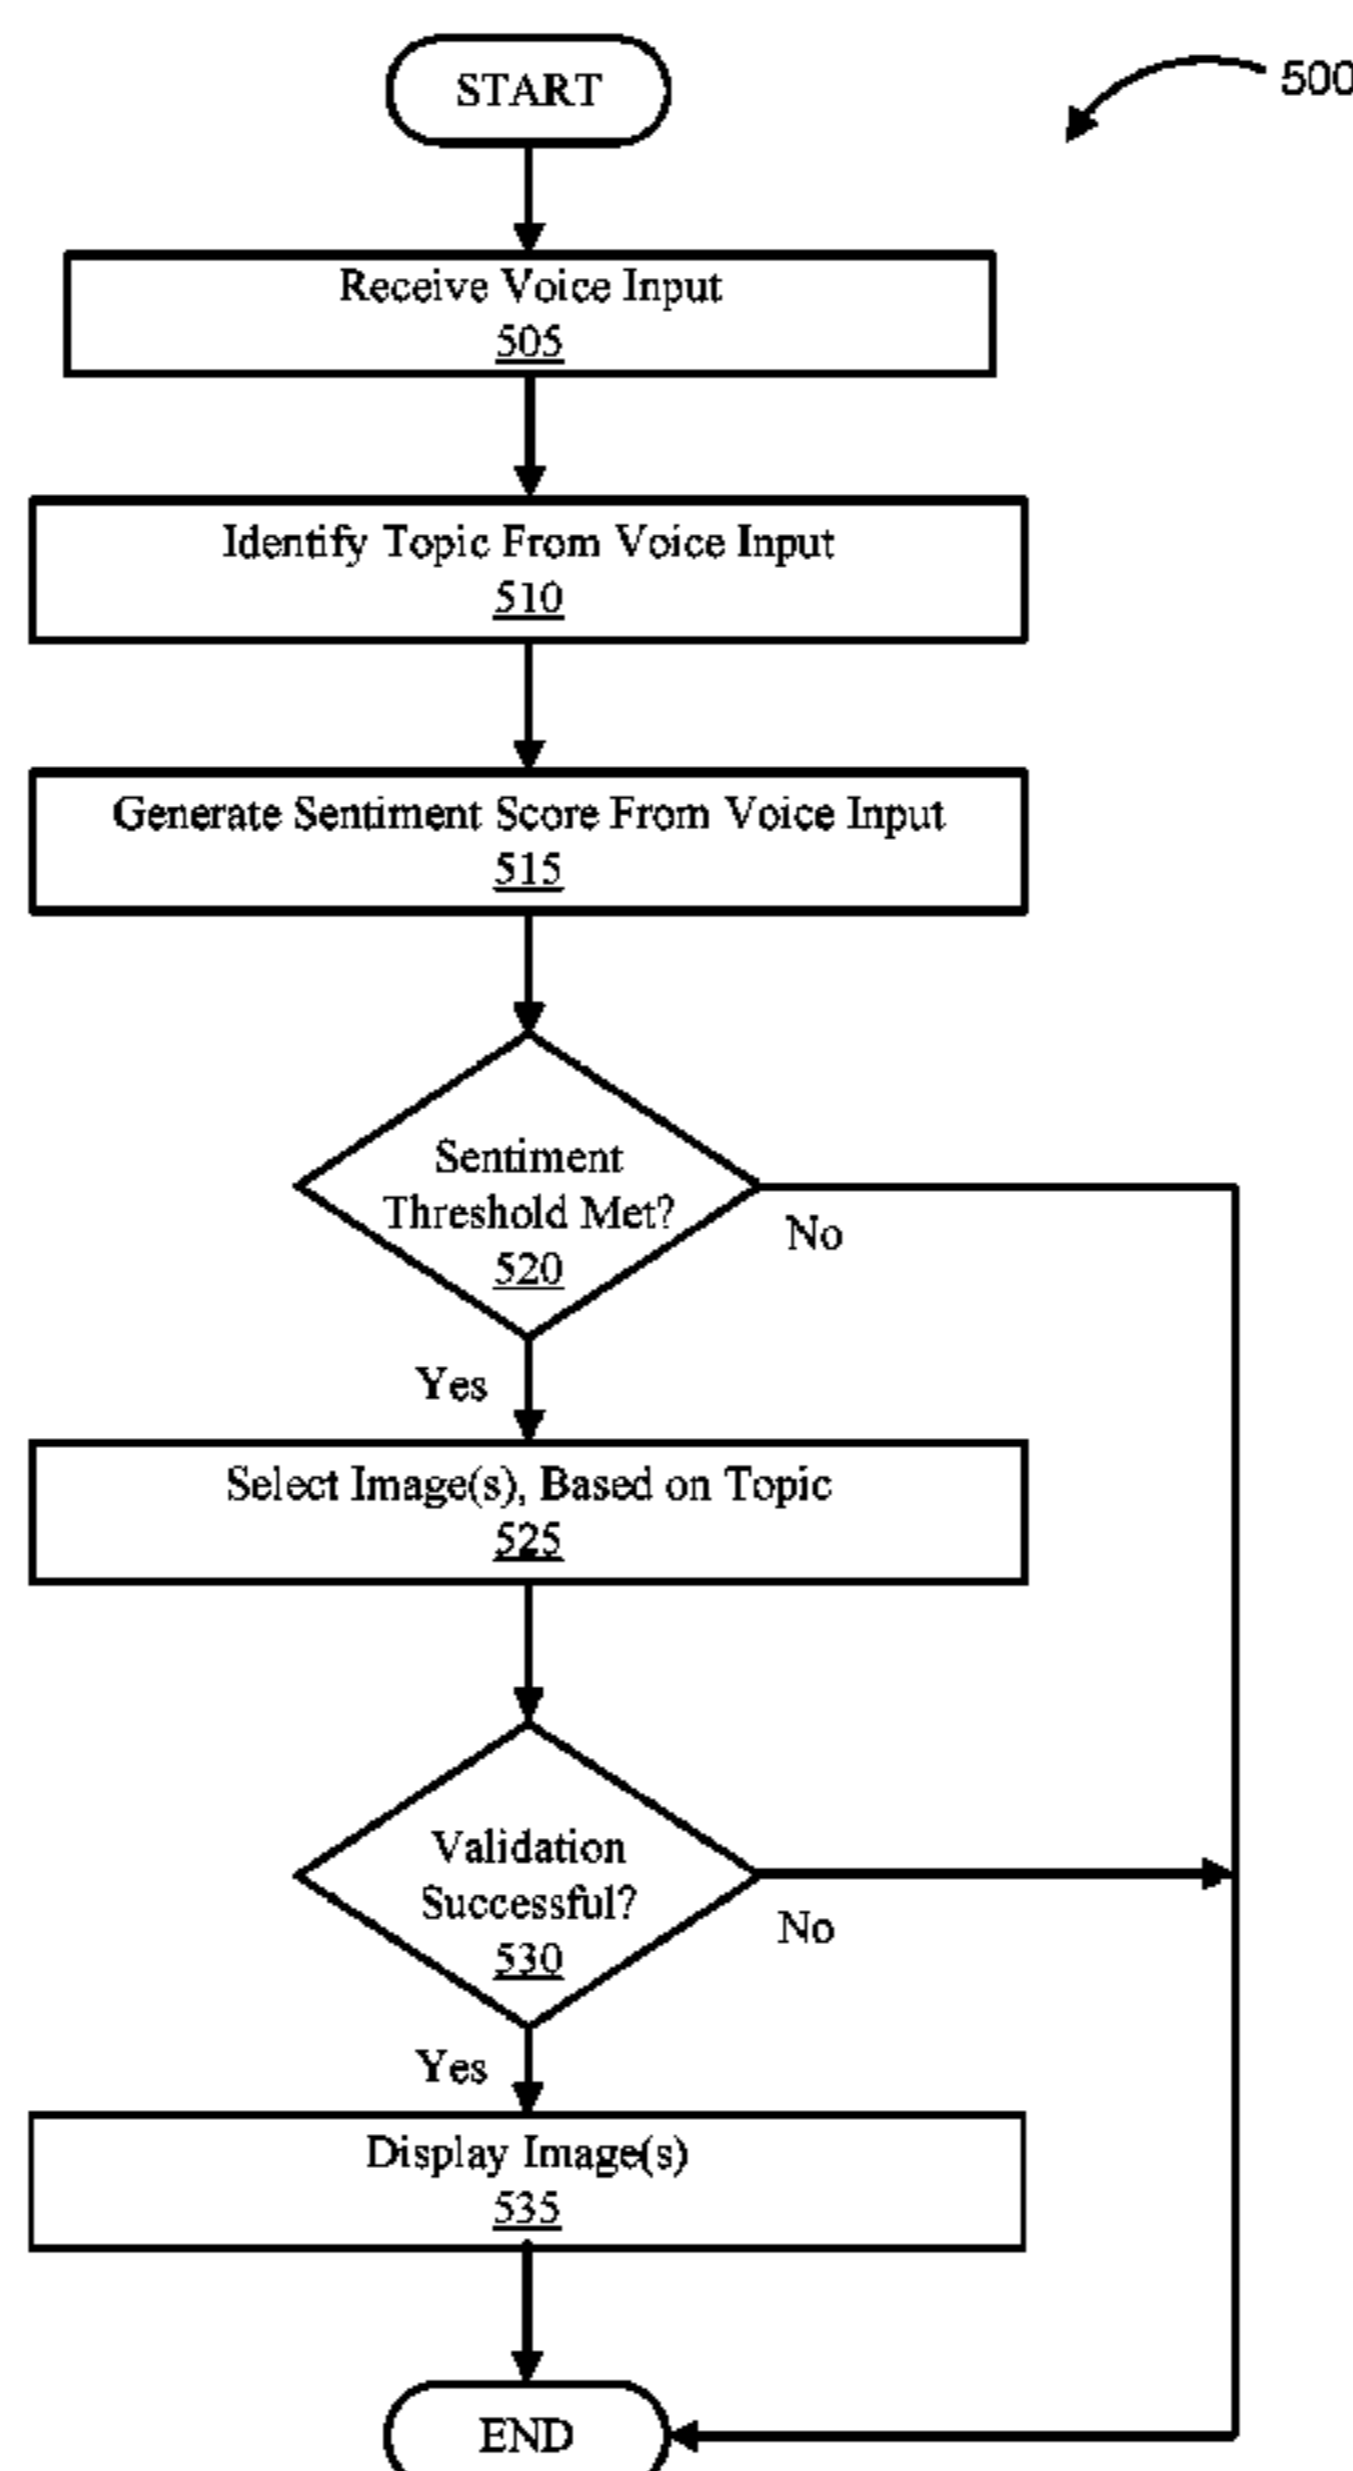 START
500
Receive Voice Input
505
Identify Topic From Voice Input
510
Generate Sentiment Score From Voice Input
515
Sentiment
Threshold Met?
520
No
Yes
Select Image(s), Based on Topic
525
Validation
Successful?
530
No
Yes
Display Image(s)
535
END